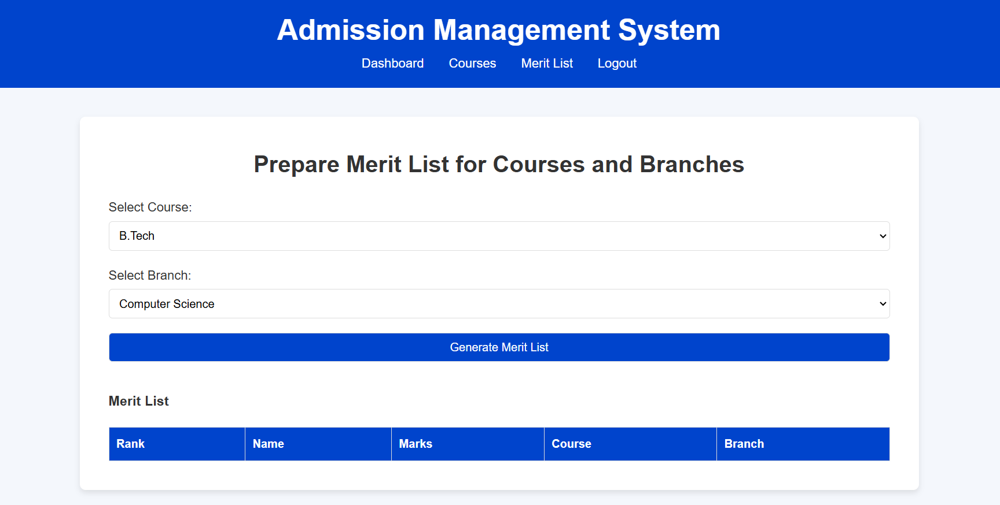 Admission Management System
Dashboard Courses Merit List Logout
Prepare Merit List for Courses and Branches
Select Course:
B.Tech
Select Branch:
Computer Science
Generate Merit List
Merit List
Rank Name Marks Course Branch